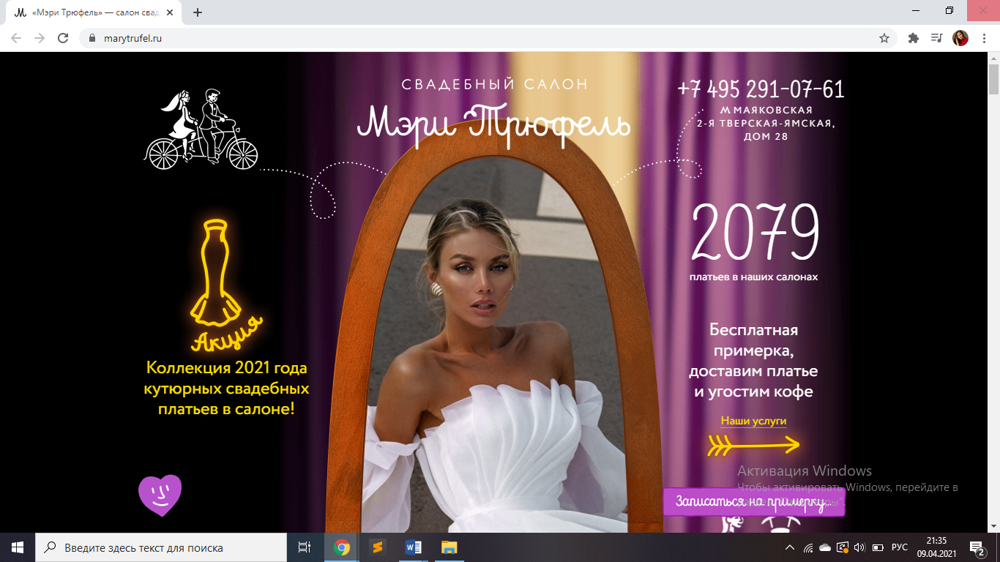 «Мэри Трюфель» — салон свад
marytrufel.ru
СВАДЕБНЫЙ САЛОН
Мэри Трюфель
+7 495 291-07-61
М МАЯКОВСКАЯ
2-Я ТВЕРСКАЯ-ЯМСКАЯ,
ДОМ 28
2079
платьев в наших салонах
Акция
Коллекция 2021 года
кутюрных свадебных
платьев в салоне!
Бесплатная
примерка,
доставим платье
и угостим кофе
Наши услуги
Активация Windows
Чтобы активировать Windows, перейдите в
Записаться на примерку...
Введите здесь текст для поиска
РУС
21:35
09.04.2021
2